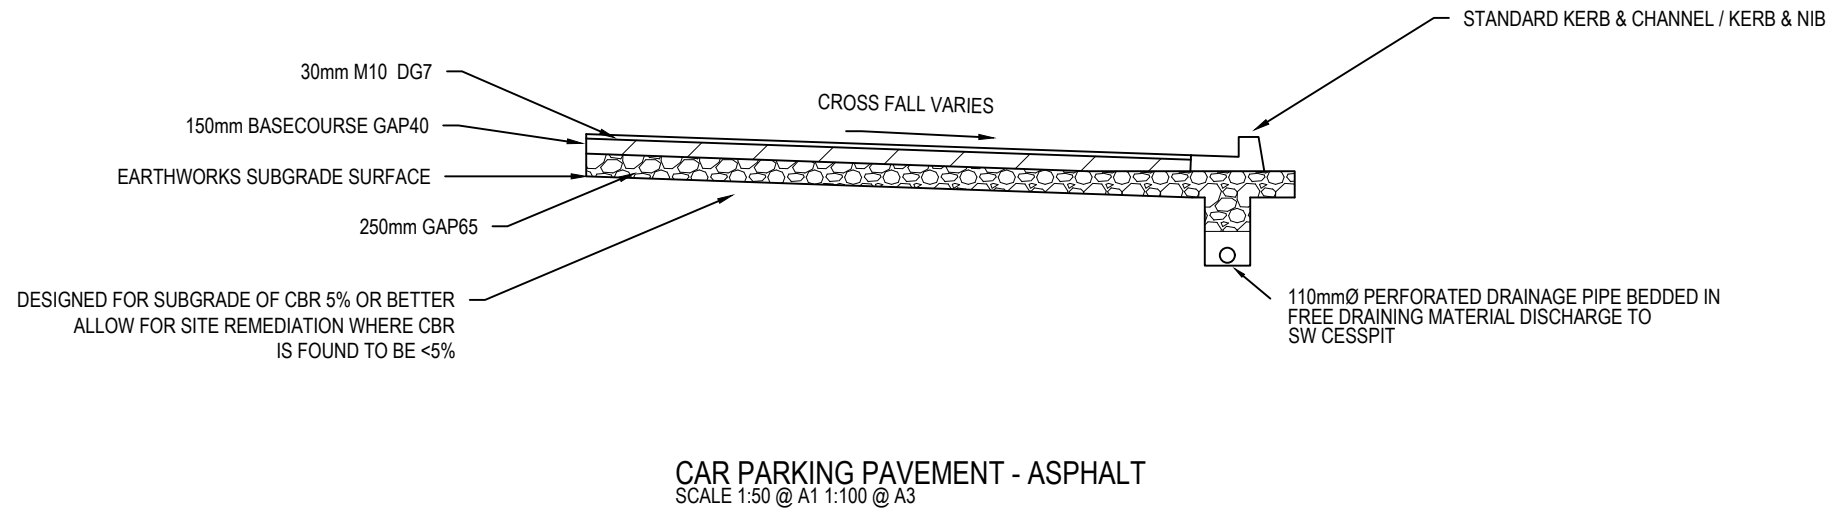 STANDARD KERB & CHANNEL / KERB & NIB
30mm M10 DG7
CROSS FALL VARIES
150mm BASECOURSE GAP40
EARTHWORKS SUBGRADE SURFACE
250mm GAP65
DESIGNED FOR SUBGRADE OF CBR 5% OR BETTER
ALLOW FOR SITE REMEDIATION WHERE CBR
IS FOUND TO BE <5%
110mmØ PERFORATED DRAINAGE PIPE BEDDED IN
FREE DRAINING MATERIAL DISCHARGE TO
SW CESSPIT
CAR PARKING PAVEMENT - ASPHALT
SCALE 1:50 @ A1 1:100 @ A3